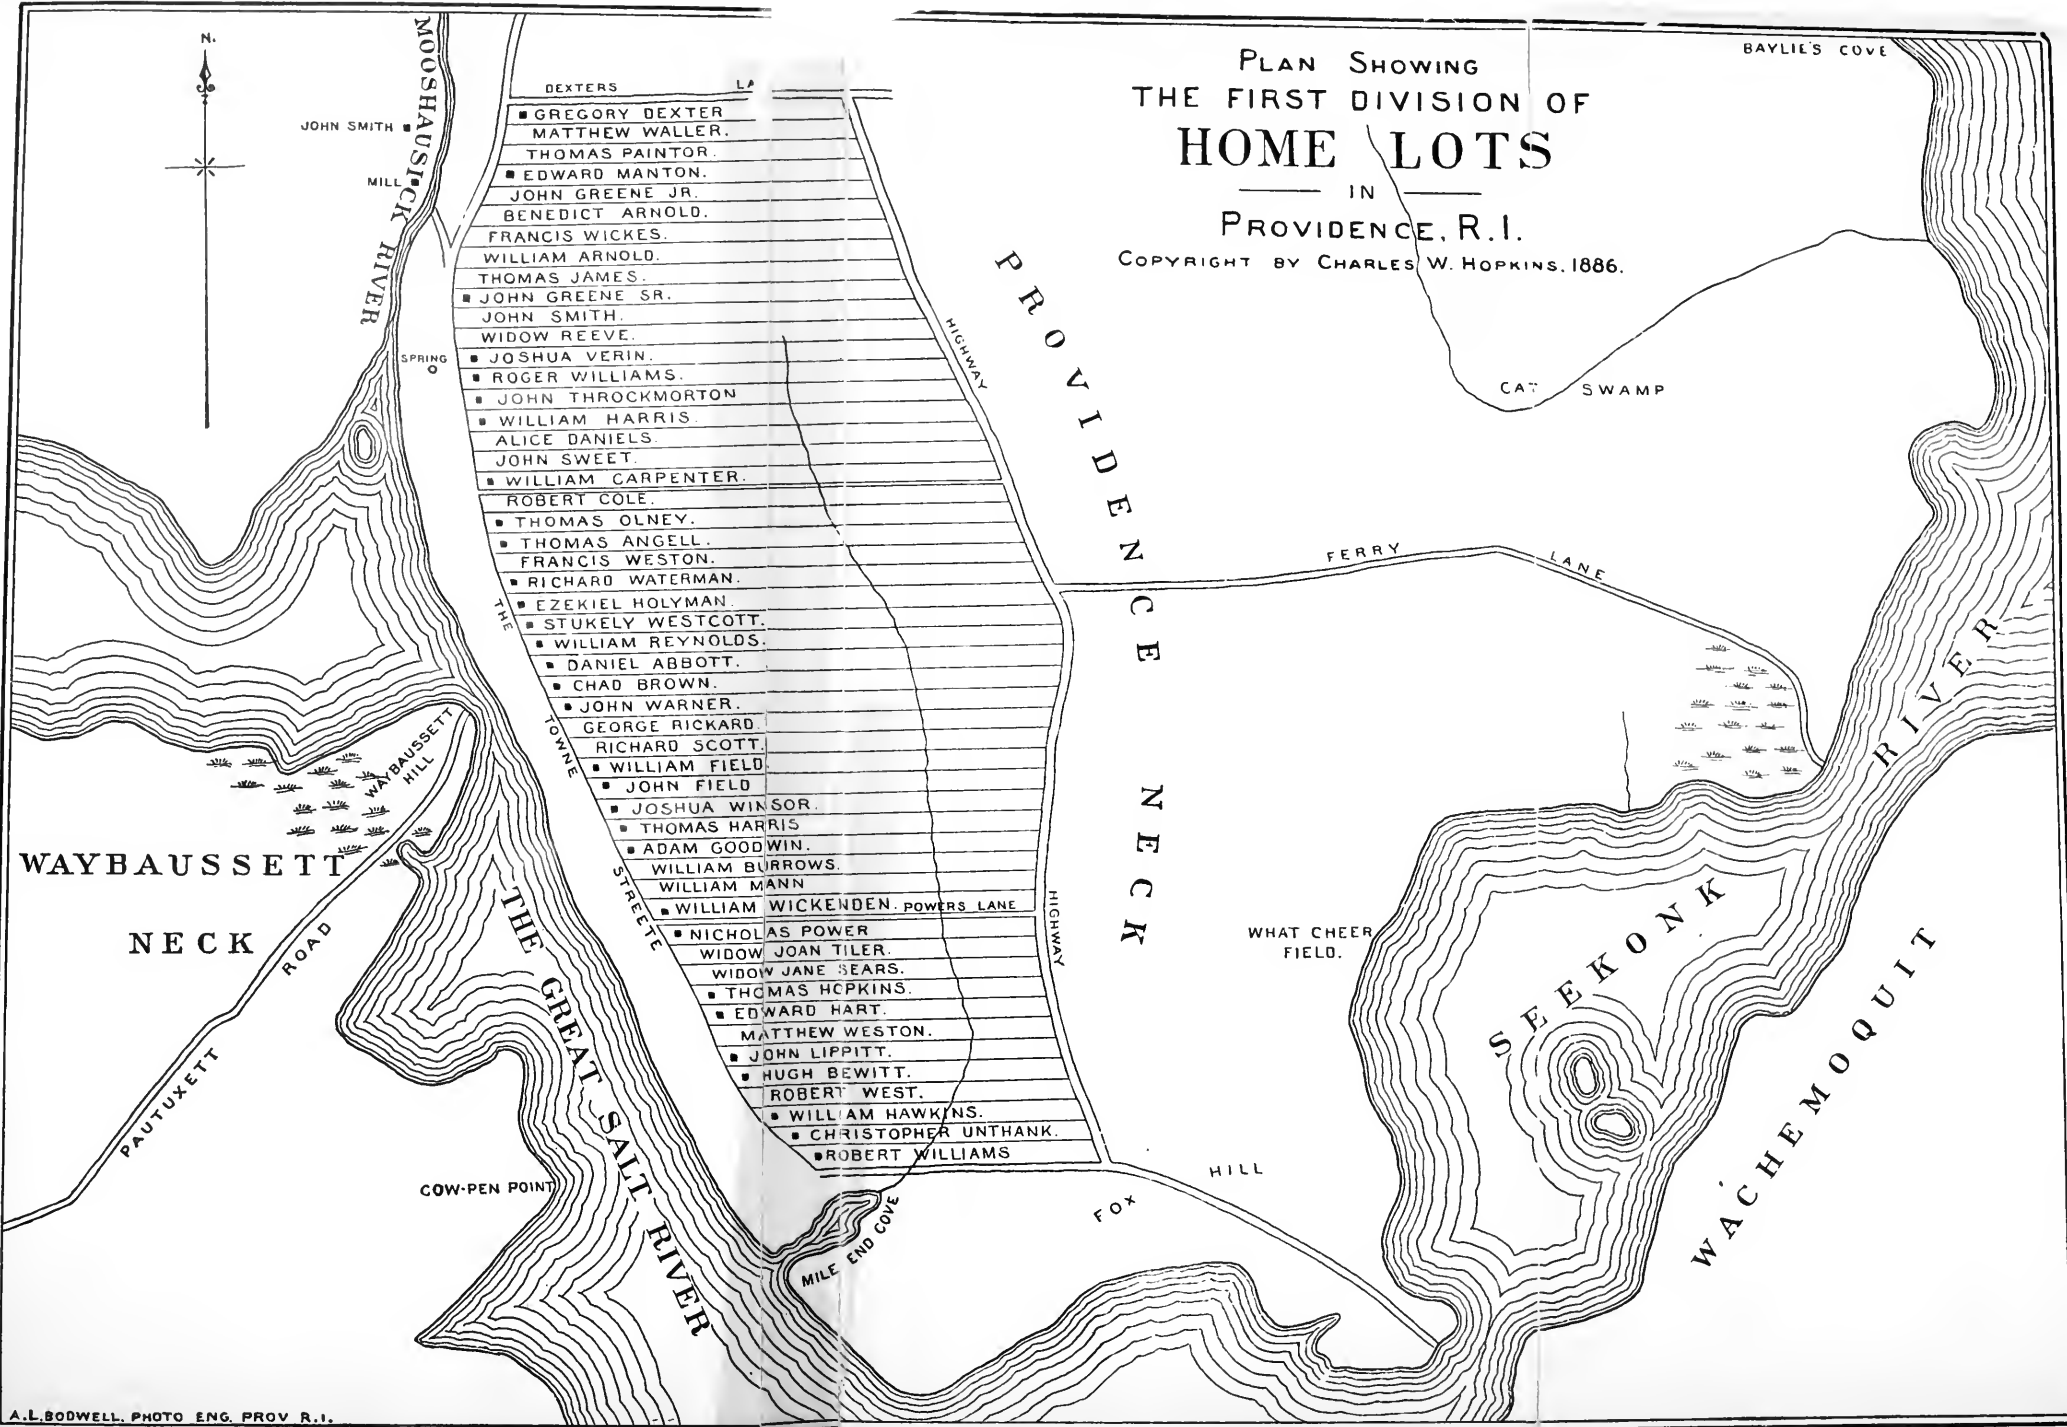 PLAN SHOWING
THE FIRST DIVISION OF
HOME LOTS
IN
PROVIDENCE, R.I.
COPYRIGHT BY CHARLES W. HOPKINS. 1886.
BAYLIE'S COVE
N.
MOOSHAUSICK RIVER
JOHN SMITH
MILL
SPRING
DEXTERS
GREGORY DEXTER
MATTHEW WALLER.
THOMAS PAINTOR.
EDWARD MANTON.
JOHN GREENE JR.
BENEDICT ARNOLD.
FRANCIS WICKES.
WILLIAM ARNOLD.
THOMAS JAMES.
JOHN GREENE SR.
JOHN SMITH.
WIDOW REEVE.
JOSHUA VERIN.
ROGER WILLIAMS.
JOHN THROCKMORTON
WILLIAM HARRIS.
ALICE DANIELS.
JOHN SWEET.
WILLIAM CARPENTER.
ROBERT COLE.
THOMAS OLNEY.
THOMAS ANGELL.
FRANCIS WESTON.
RICHARD WATERMAN.
EZEKIEL HOLYMAN.
STUKELY WESTCOTT.
WILLIAM REYNOLDS.
DANIEL ABBOTT.
CHAD BROWN.
JOHN WARNER.
GEORGE RICKARD.
RICHARD SCOTT.
WILLIAM FIELD
JOHN FIELD
JOSHUA WINSOR.
THOMAS HARRIS
ADAM GOODWIN.
WILLIAM BURROWS.
WILLIAM MANN
WILLIAM WICKENDEN. POWERS LANE
NICHOLAS POWER
WIDOW JOAN TILER.
WIDOW JANE SEARS.
THOMAS HOPKINS.
EDWARD HART.
MATTHEW WESTON.
JOHN LIPPITT.
HUGH BEWITT.
ROBERT WEST.
WILLIAM HAWKINS.
CHRISTOPHER UNTHANK.
ROBERT WILLIAMS
THE TOWNE STREETE
HIGHWAY
HIGHWAY
PROVIDENCE NECK
CAT SWAMP
FERRY LANE
WHAT CHEER
FIELD.
SEEKONK RIVER
WACHEMOQUIT
FOX HILL
MILE END COVE
THE GREAT SALT RIVER
COW-PEN POINT
WAYBAUSSETT
HILL
WAYBAUSSETT
NECK
PAUTUXETT ROAD
A.L.BODWELL. PHOTO ENG. PROV R.I.